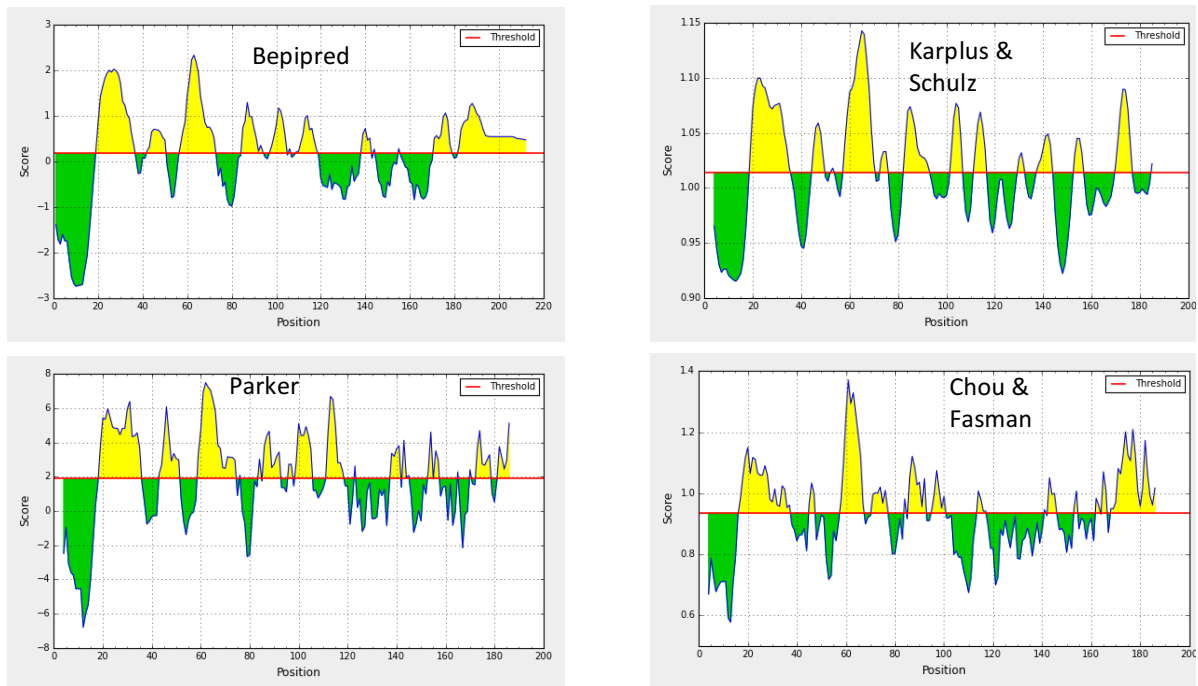 Bepipred
Threshold
3
2
1
0
−1
−2
−3
Score
0 20 40 60 80 100 120 140 160 180 200 220
Position
Karplus &
Schulz
Threshold
1.15
1.10
1.05
1.00
0.95
0.90
Score
0 20 40 60 80 100 120 140 160 180 200
Position
Parker
Threshold
8
6
4
2
0
−2
−4
−6
−8
Score
0 20 40 60 80 100 120 140 160 180 200
Position
Chou &
Fasman
Threshold
1.4
1.2
1.0
0.8
0.6
Score
0 20 40 60 80 100 120 140 160 180 200
Position